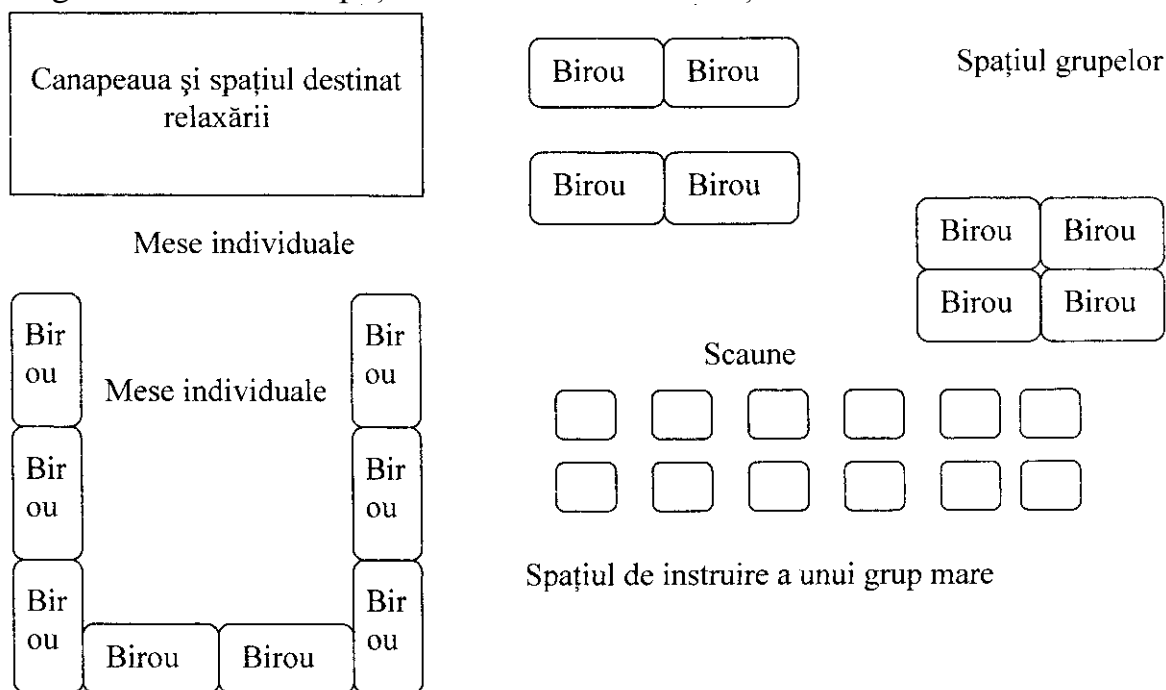 Canapeaua şi spaţiul destinat
relaxării
Birou Birou
Spaţiul grupelor
Birou Birou
Mese individuale
Birou Birou
Birou Birou
Bir
ou
Mese individuale
Bir
ou
Scaune
Bir
ou
Bir
ou
Spaţiul de instruire a unui grup mare
Bir
ou
Birou Birou
Bir
ou